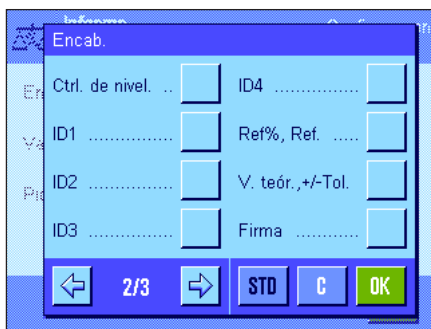 Encab.
Ctrl. de nivel. ..
ID1 ................
ID2 ................
ID3 ................
ID4 ................
Ref%, Ref. .....
V. teór.,+/-Tol.
Firma ............
2/3
STD C OK